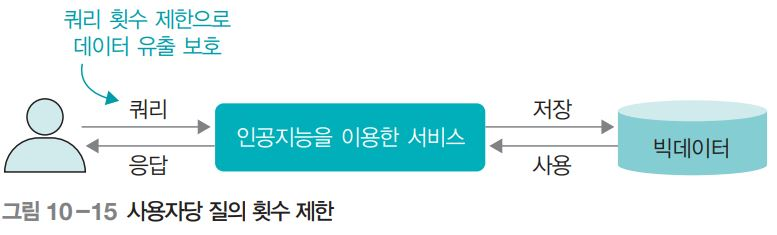 쿼리 횟수 제한으로
데이터 유출 보호
쿼리
응답
인공지능을 이용한 서비스
저장
사용
빅데이터
그림 10-15 사용자당 질의 횟수 제한